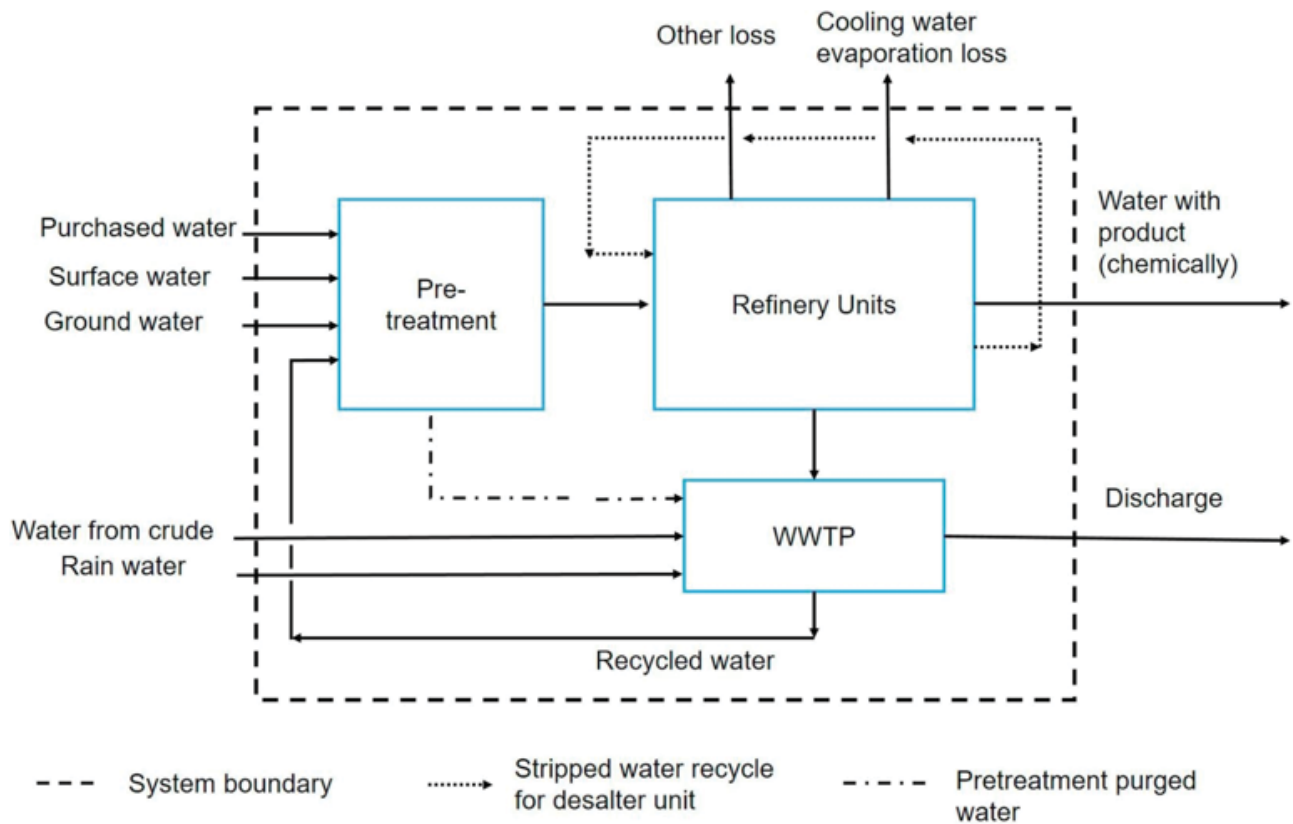 Other loss
Cooling water
evaporation loss
Purchased water
Surface water
Ground water
Pre-
treatment
Refinery Units
Water with
product
(chemically)
Water from crude
Rain water
WWTP
Discharge
Recycled water
System boundary
Stripped water recycle
for desalter unit
Pretreatment purged
water